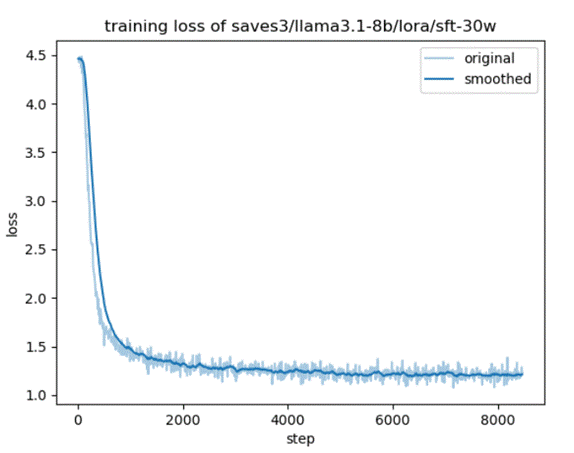 training loss of saves3/llama3.1-8b/lora/sft-30w
original
smoothed
4.5
4.0
3.5
3.0
2.5
2.0
1.5
1.0
loss
0 2000 4000 6000 8000
step